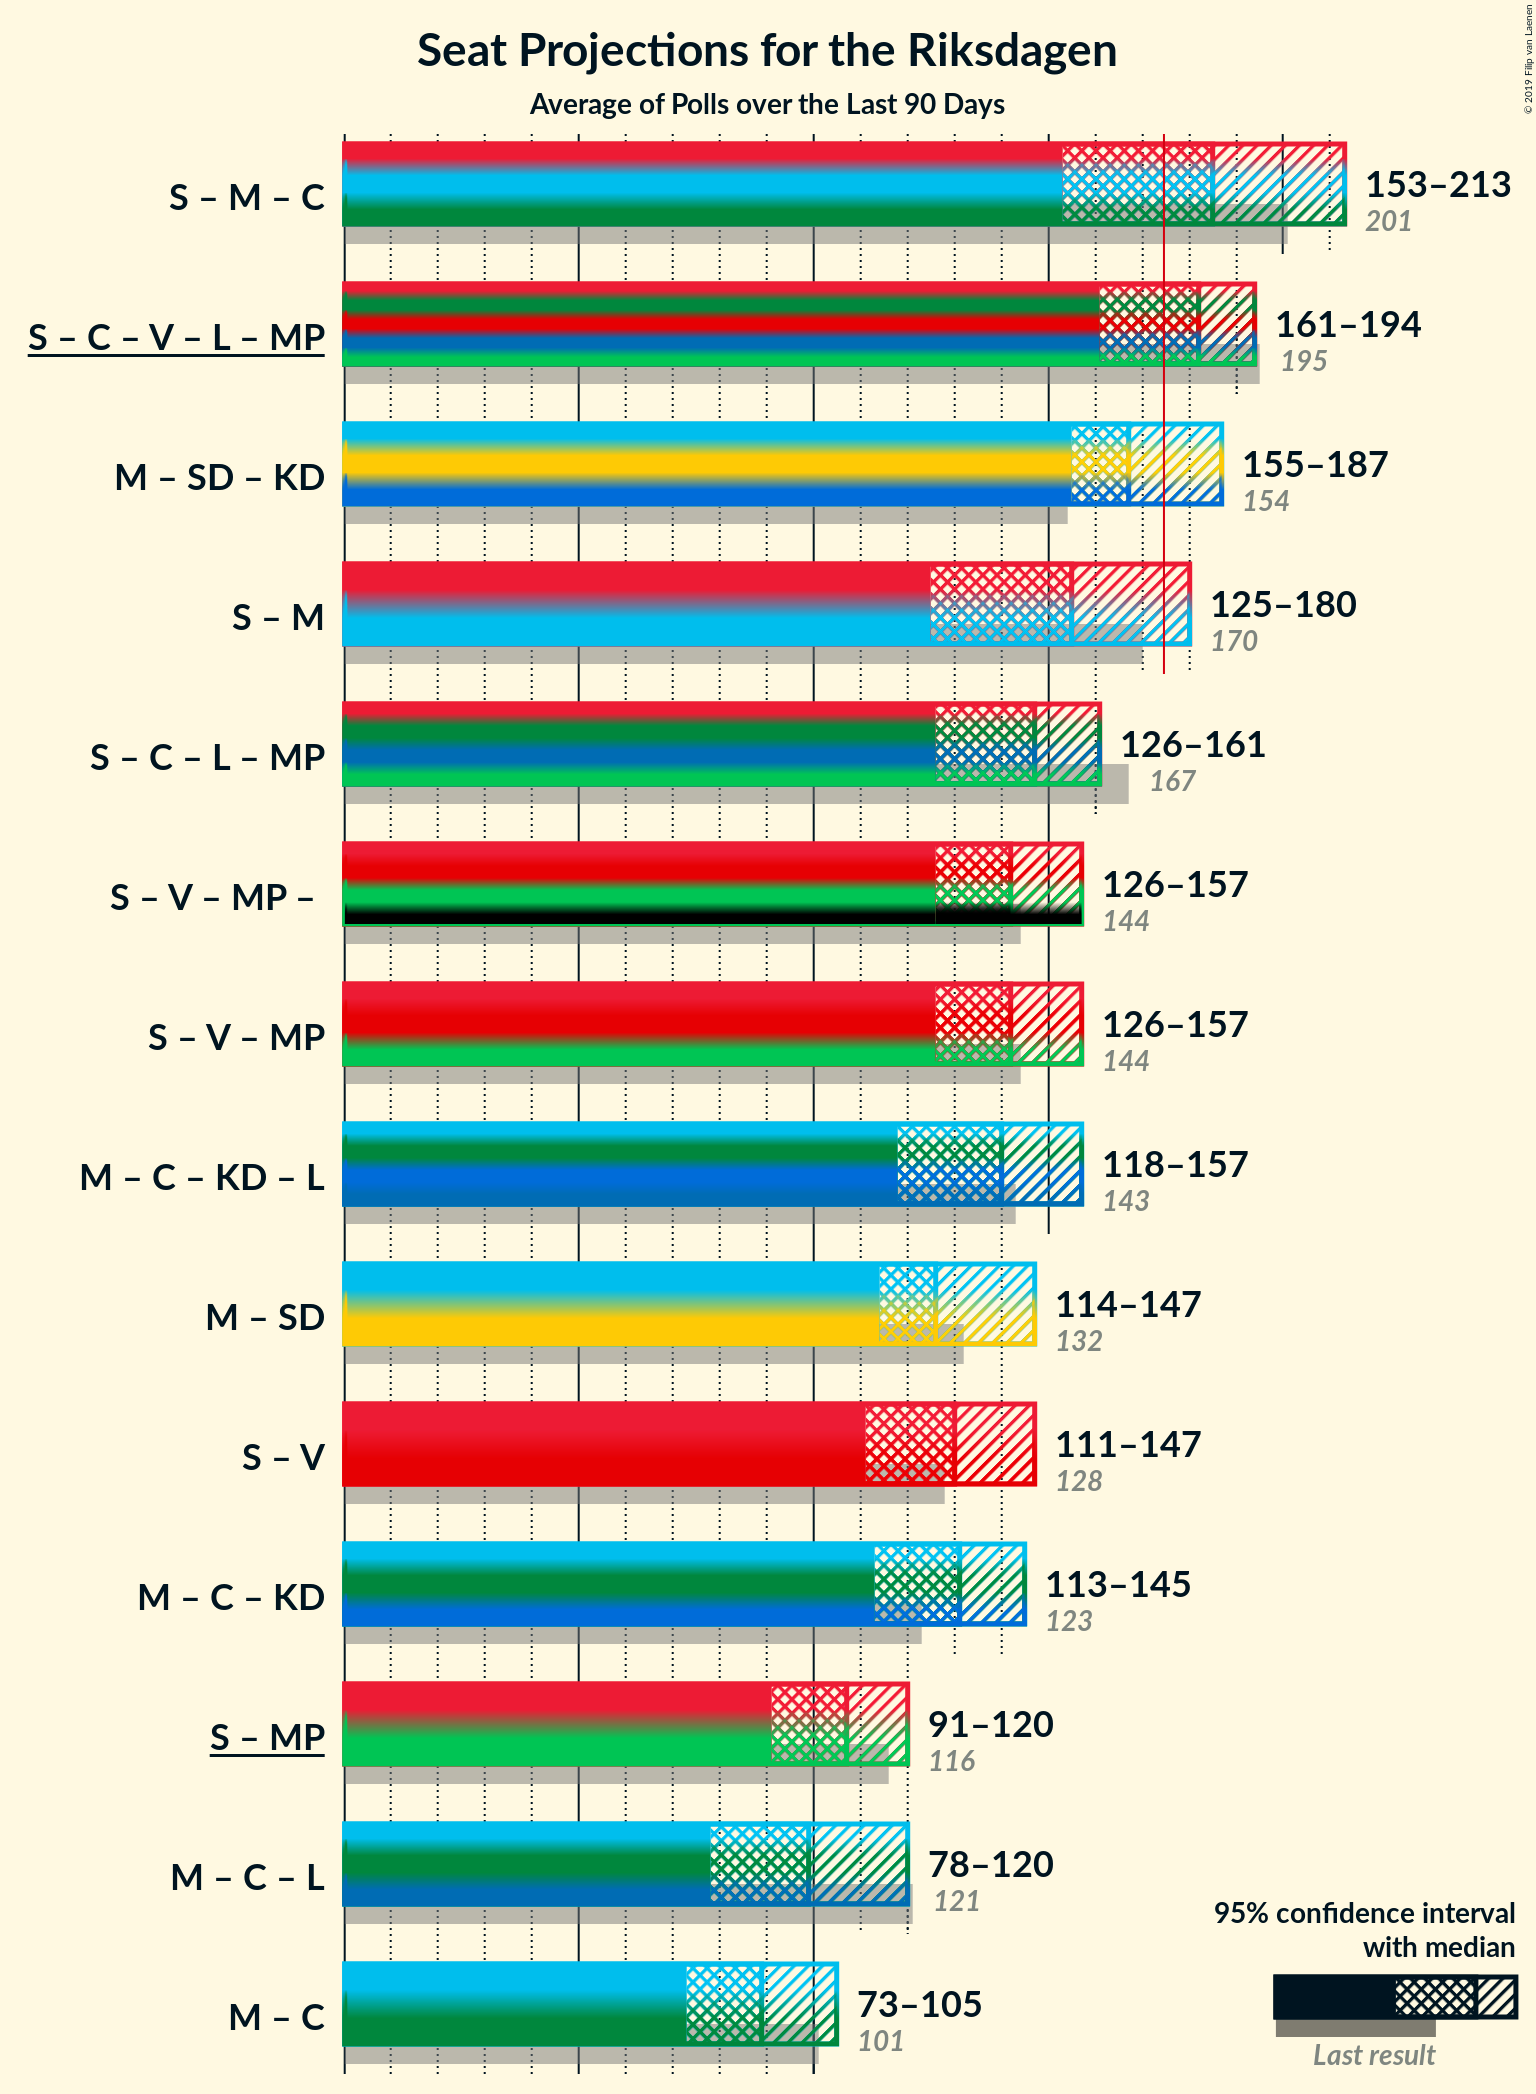 Seat Projections for the Riksdagen
Average of Polls over the Last 90 Days
© 2019 Filip van Laenen
S – M – C
153–213
201
S – C – V – L – MP
161–194
195
M – SD – KD
155–187
154
S – M
125–180
170
S – C – L – MP
126–161
167
S – V – MP –
126–157
144
S – V – MP
126–157
144
M – C – KD – L
118–157
143
M – SD
114–147
132
S – V
111–147
128
M – C – KD
113–145
123
S – MP
91–120
116
M – C – L
78–120
121
M – C
73–105
101
95% confidence interval
with median
Last result